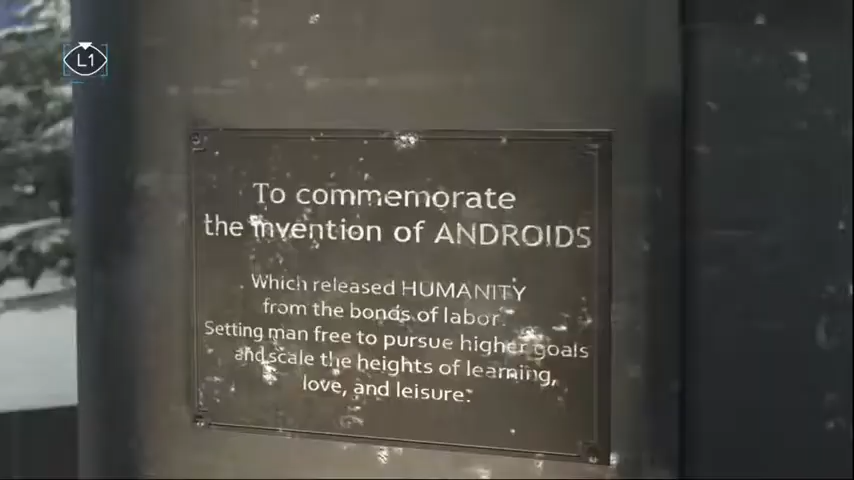 L1
To commemorate
the invention of ANDROIDS
Which released HUMANITY
from the bonds of labor.
Setting man free to pursue higher goals
and scale the heights of learning,
love, and leisure.